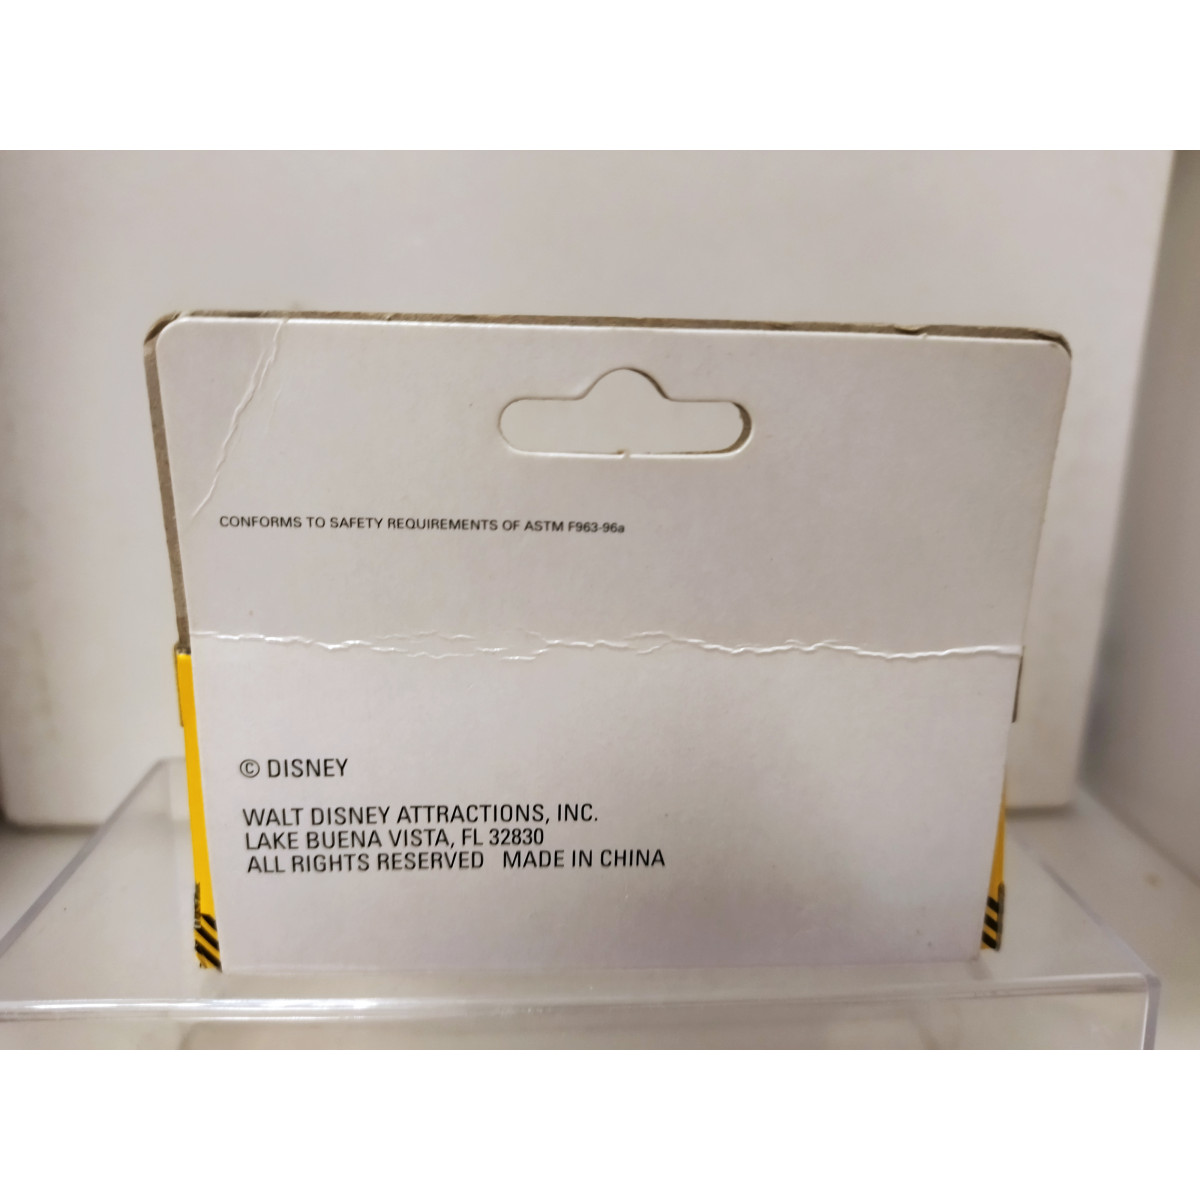 CONFORMS TO SAFETY REQUIREMENTS OF ASTM F963-96a
© DISNEY
WALT DISNEY ATTRACTIONS, INC.
LAKE BUENA VISTA, FL 32830
ALL RIGHTS RESERVED MADE IN CHINA